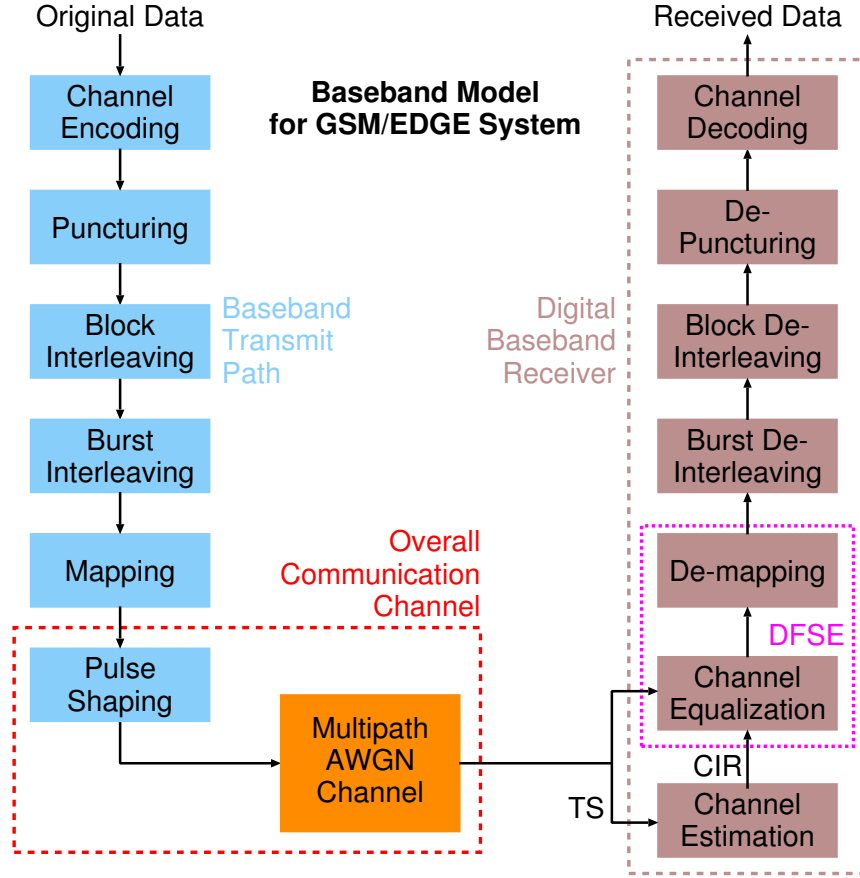 Original Data
Channel
Encoding
Puncturing
Block
Interleaving
Burst
Interleaving
Mapping
Pulse
Shaping
Baseband Model
for GSM/EDGE System
Baseband
Transmit
Path
Overall
Communication
Channel
Multipath
AWGN
Channel
Received Data
Channel
Decoding
De-
Puncturing
Digital
Baseband
Receiver
Block De-
Interleaving
Burst De-
Interleaving
De-mapping
DFSE
Channel
Equalization
CIR
TS
Channel
Estimation